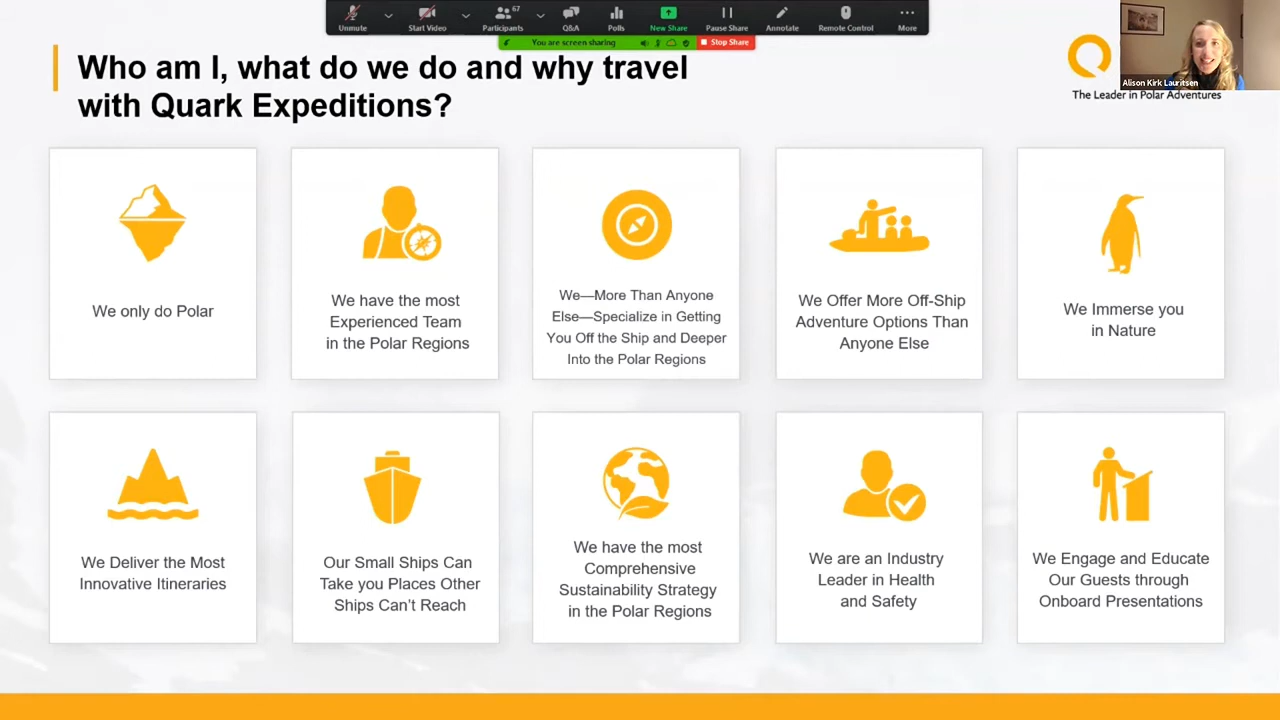 67
Unmute
Start Video
Participants
Q&A
Polls
New Share
Pause Share
Annotate
Remote Control
More
You are screen sharing
Stop Share
Who am I, what do we do and why travel
with Quark Expeditions?
Alison Kirk Lauritsen
The Leader in Polar Adventures
We only do Polar
We have the most
Experienced Team
in the Polar Regions
We—More Than Anyone
Else—Specialize in Getting
You Off the Ship and Deeper
Into the Polar Regions
We Offer More Off-Ship
Adventure Options Than
Anyone Else
We Immerse you
in Nature
We Deliver the Most
Innovative Itineraries
Our Small Ships Can
Take you Places Other
Ships Can't Reach
We have the most
Comprehensive
Sustainability Strategy
in the Polar Regions
We are an Industry
Leader in Health
and Safety
We Engage and Educate
Our Guests through
Onboard Presentations